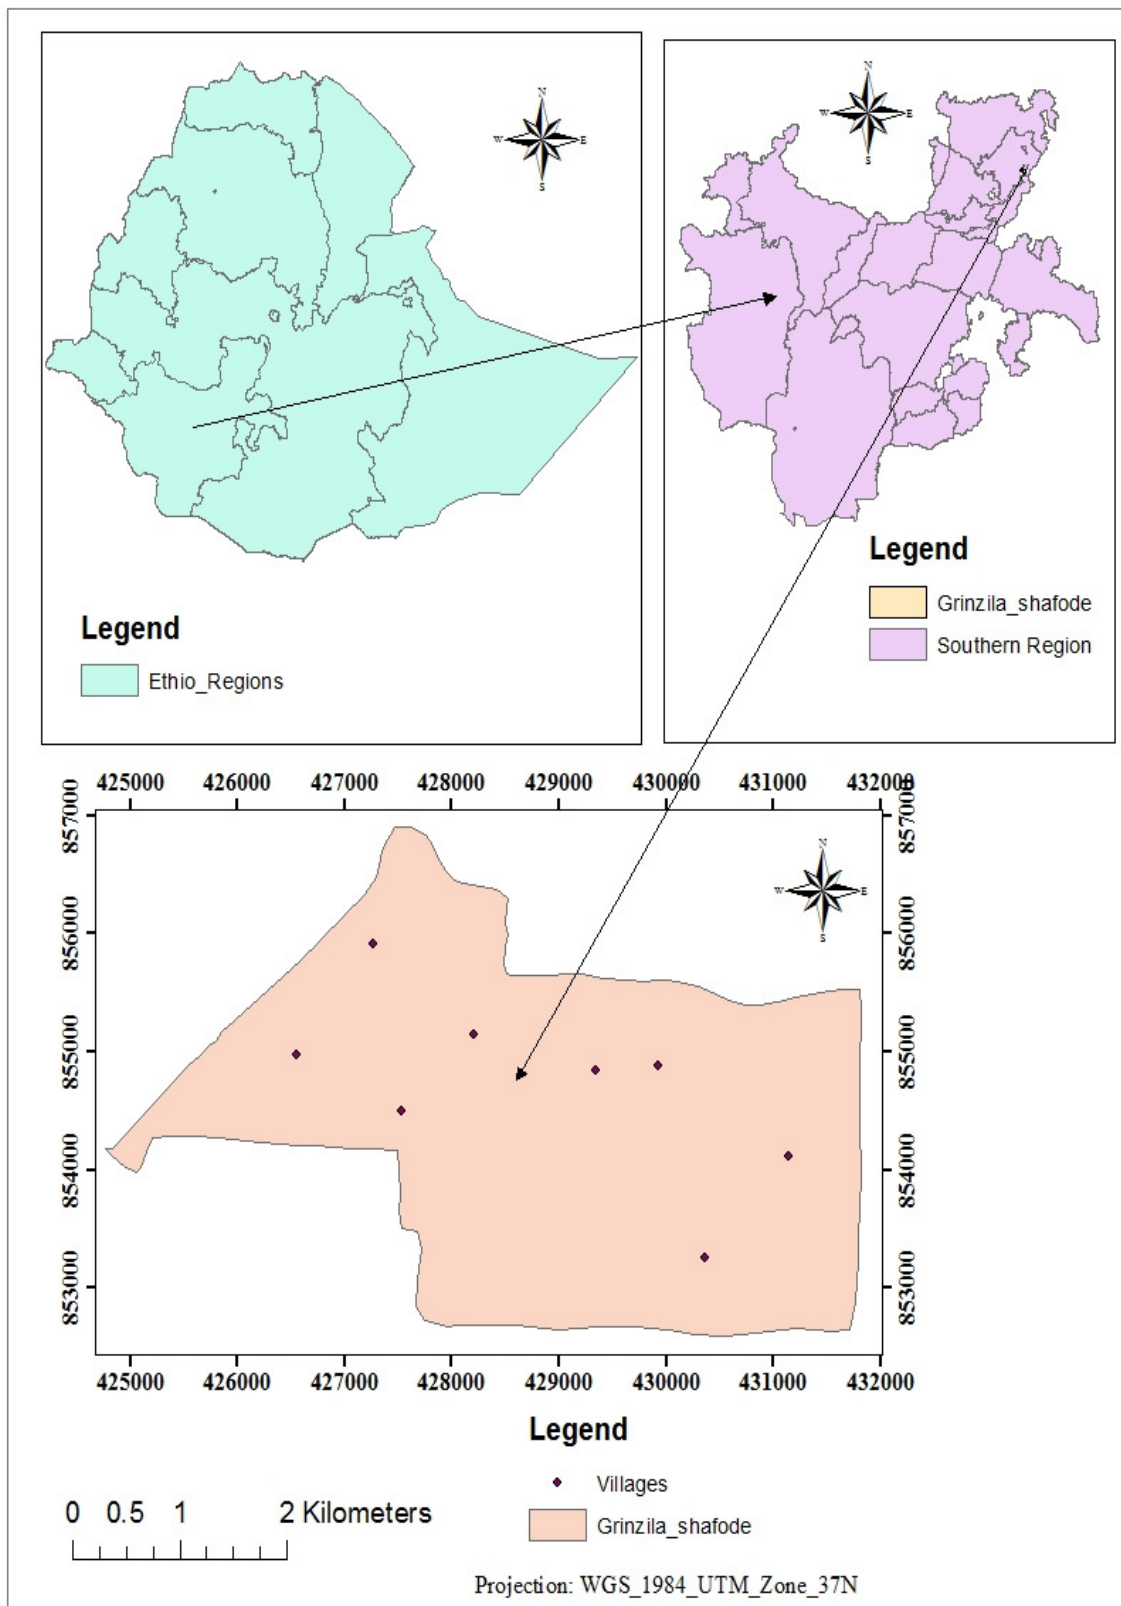 N
W E
S
N
W E
S
Legend
Ethio_Regions
Legend
Grinzila_shafode
Southern Region
425000 426000 427000 428000 429000 430000 431000 432000
857000 857000
N
W E
S
856000 856000
855000 855000
854000 854000
853000 853000
425000 426000 427000 428000 429000 430000 431000 432000
Legend
Villages
Grinzila_shafode
0 0.5 1 2 Kilometers
Projection: WGS_1984_UTM_Zone_37N